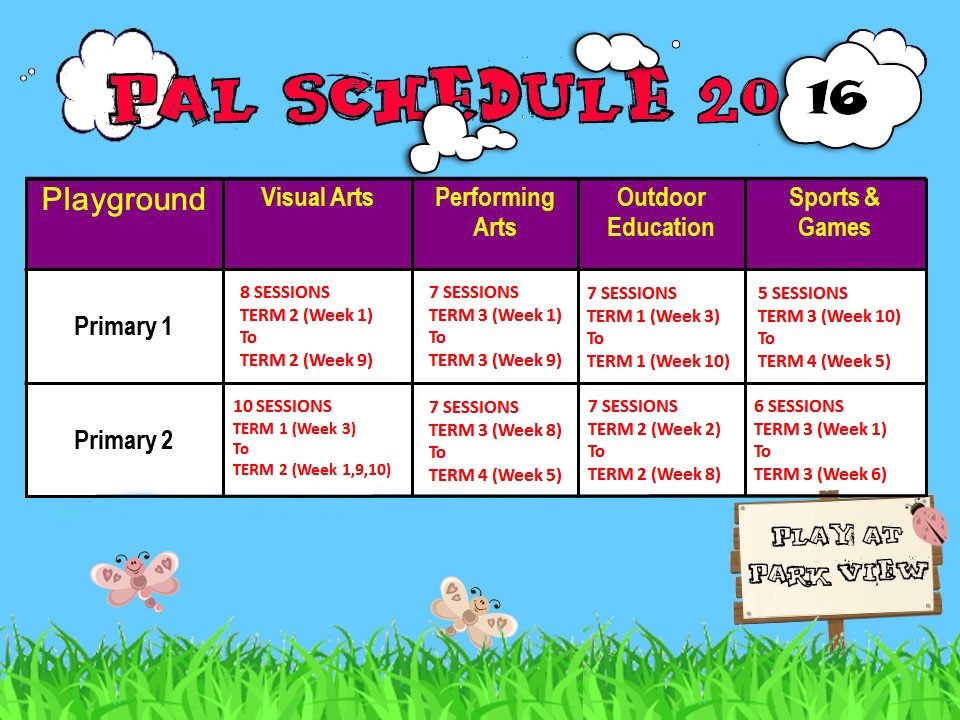 PAL SCHEDULE 2016
Playground
Visual Arts
Performing
Arts
Outdoor
Education
Sports &
Games
Primary 1
8 SESSIONS
TERM 2 (Week 1)
To
TERM 2 (Week 9)
7 SESSIONS
TERM 3 (Week 1)
To
TERM 3 (Week 9)
7 SESSIONS
TERM 1 (Week 3)
To
TERM 1 (Week 10)
5 SESSIONS
TERM 3 (Week 10)
To
TERM 4 (Week 5)
Primary 2
10 SESSIONS
TERM 1 (Week 3)
To
TERM 2 (Week 1,9,10)
7 SESSIONS
TERM 3 (Week 8)
To
TERM 4 (Week 5)
7 SESSIONS
TERM 2 (Week 2)
To
TERM 2 (Week 8)
6 SESSIONS
TERM 3 (Week 1)
To
TERM 3 (Week 6)
PLAY AT
PARK VIEW